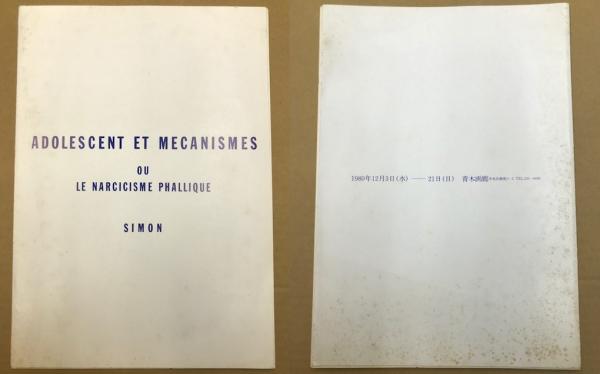 ADOLESCENT ET MECANISMES
OU
LE NARCICISME PHALLIQUE
SIMON
1980年12月3日(水)──21日(日) 青木画廊